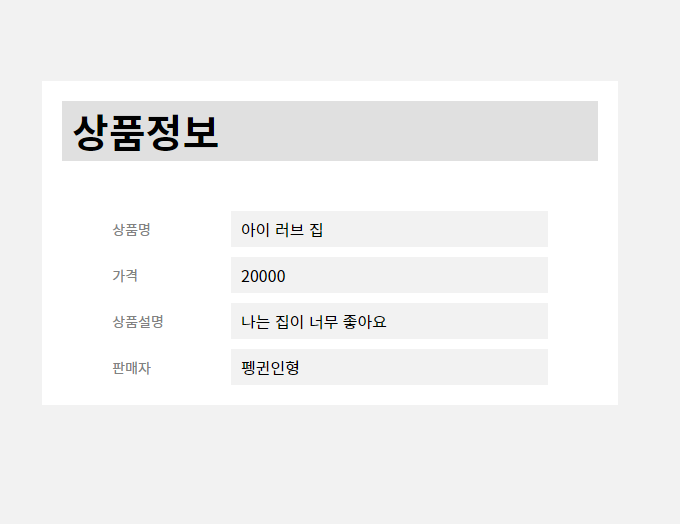 상품정보
상품명 아이 러브 집
가격 20000
상품설명 나는 집이 너무 좋아요
판매자 펭귄인형